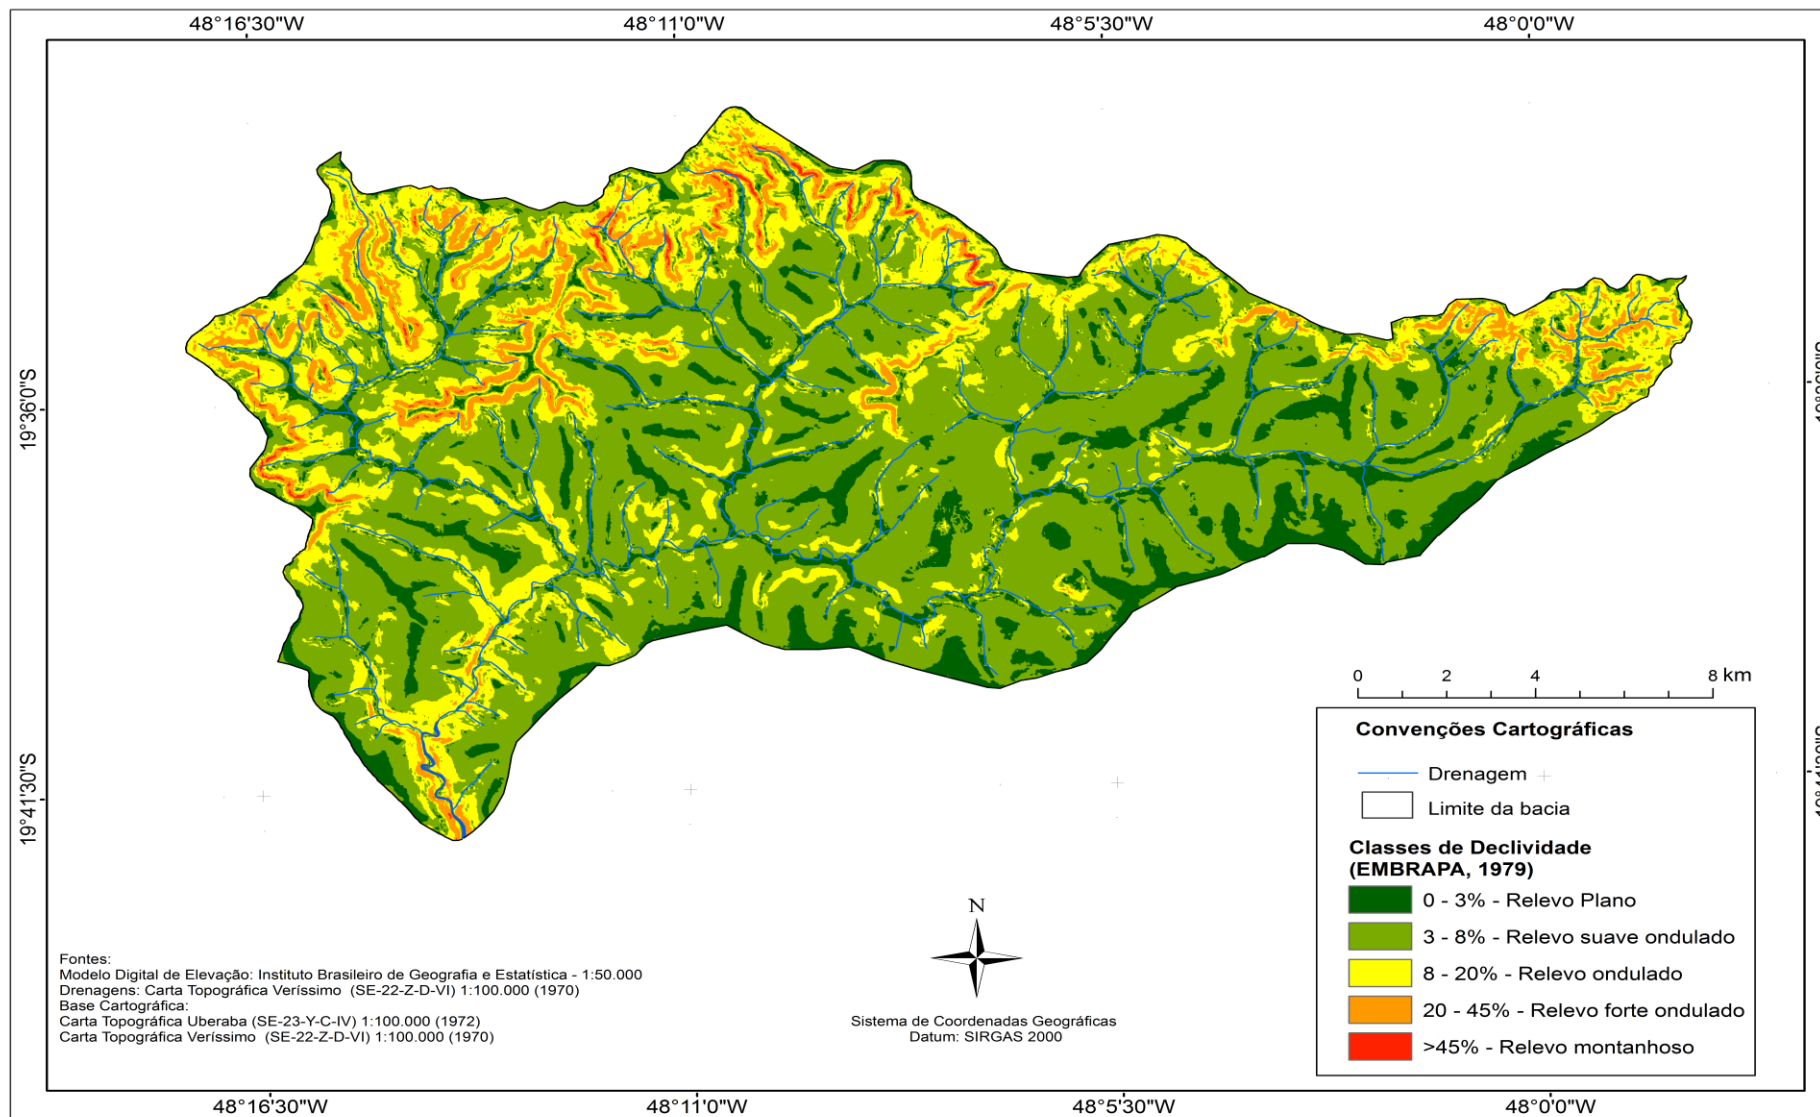 48°16'30"W 48°11'0"W 48°5'30"W 48°0'0"W
19°36'0"S
19°41'30"S
0 2 4 8 km
Convenções Cartográficas
Drenagem
Limite da bacia
Classes de Declividade
(EMBRAPA, 1979)
0 - 3% - Relevo Plano
3 - 8% - Relevo suave ondulado
8 - 20% - Relevo ondulado
20 - 45% - Relevo forte ondulado
>45% - Relevo montanhoso
N
Sistema de Coordenadas Geográficas
Datum: SIRGAS 2000
Fontes:
Modelo Digital de Elevação: Instituto Brasileiro de Geografia e Estatística - 1:50.000
Drenagens: Carta Topográfica Veríssimo (SE-22-Z-D-VI) 1:100.000 (1970)
Base Cartográfica:
Carta Topográfica Uberaba (SE-23-Y-C-IV) 1:100.000 (1972)
Carta Topográfica Veríssimo (SE-22-Z-D-VI) 1:100.000 (1970)
48°16'30"W 48°11'0"W 48°5'30"W 48°0'0"W